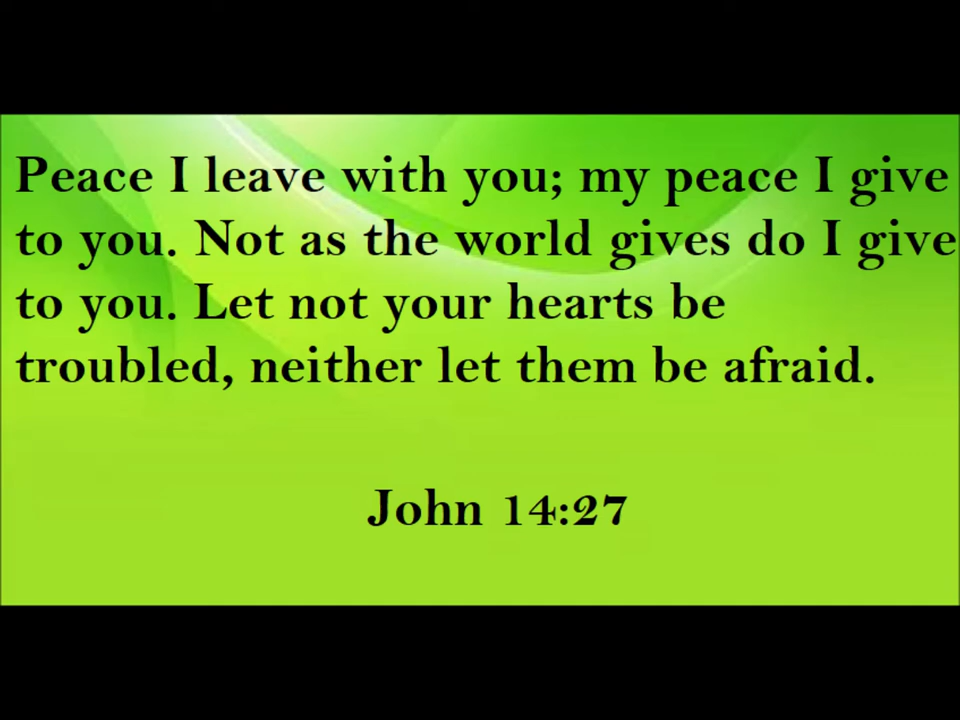 Peace I leave with you; my peace I give
to you. Not as the world gives do I give
to you. Let not your hearts be
troubled, neither let them be afraid.
John 14:27